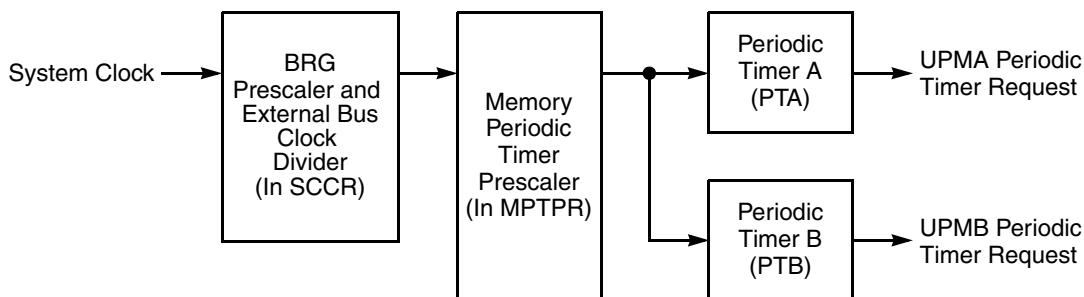 System Clock
BRG
Prescaler and
External Bus
Clock
Divider
(In SCCR)
Memory
Periodic
Timer
Prescaler
(In MPTPR)
Periodic
Timer A
(PTA)
UPMA Periodic
Timer Request
Periodic
Timer B
(PTB)
UPMB Periodic
Timer Request